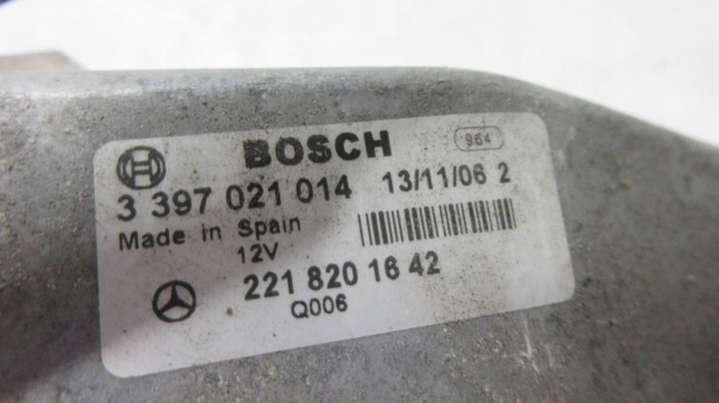 BOSCH 964
3 397 021 014 13/11/06 2
Made in Spain
12V
221 820 16 42
Q006